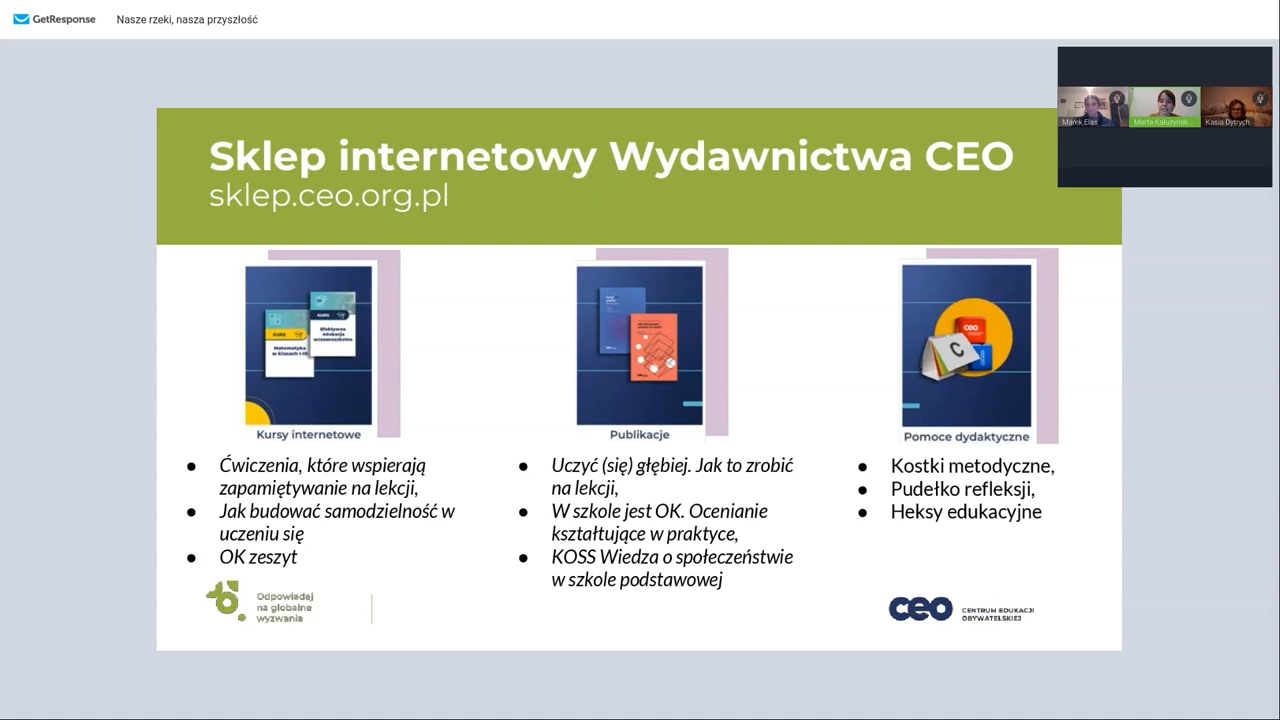 GetResponse
Nasze rzeki, nasza przyszłość
Marek Elas
Marta Kałużyńsk...
Kasia Dytrych
Sklep internetowy Wydawnictwa CEO
sklep.ceo.org.pl
KURS
Matematyka
w klasach I-III
KURS
Efektywna
edukacja
wczesnoszkolna
Kursy internetowe
Publikacje
CEO
C
Pomoce dydaktyczne
● Ćwiczenia, które wspierają
zapamiętywanie na lekcji,
● Jak budować samodzielność w
uczeniu się
● OK zeszyt
● Uczyć (się) głębiej. Jak to zrobić
na lekcji,
● W szkole jest OK. Ocenianie
kształtujące w praktyce,
● KOSS Wiedza o społeczeństwie
w szkole podstawowej
● Kostki metodyczne,
● Pudełko refleksji,
● Heksy edukacyjne
Odpowiadaj
na globalne
wyzwania
ceo
CENTRUM EDUKACJI
OBYWATELSKIEJ